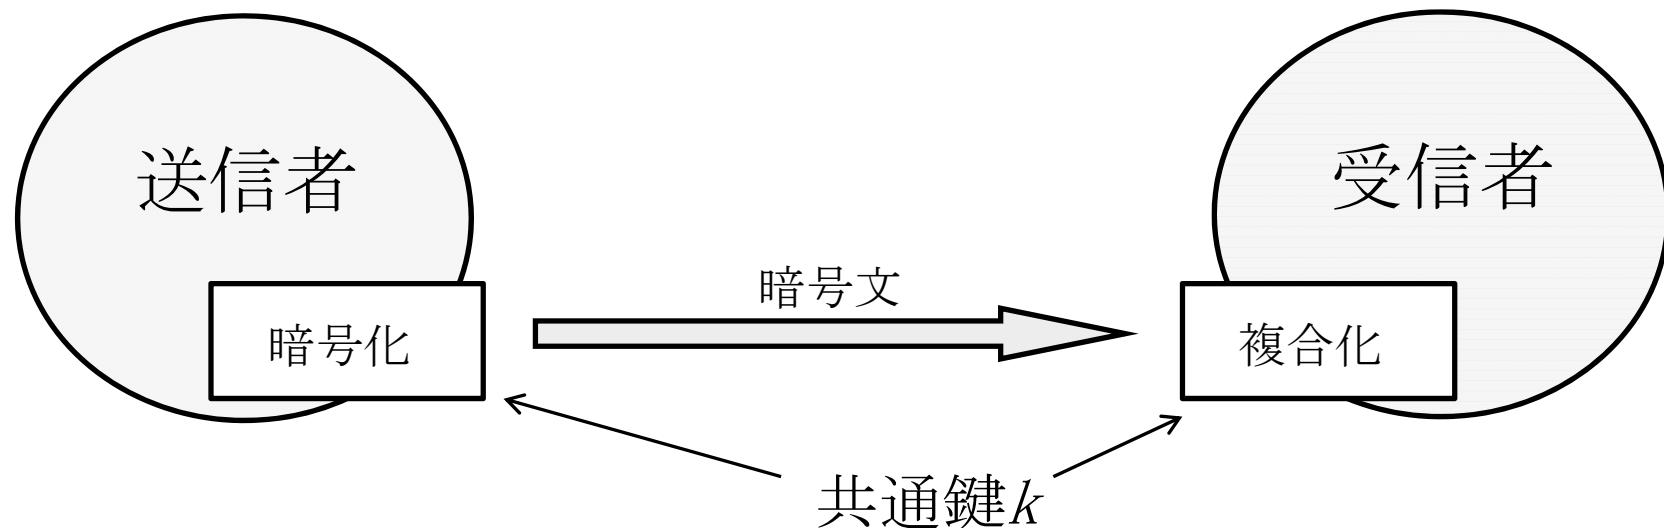 送信者
受信者
暗号文
暗号化
複合化
共通鍵k